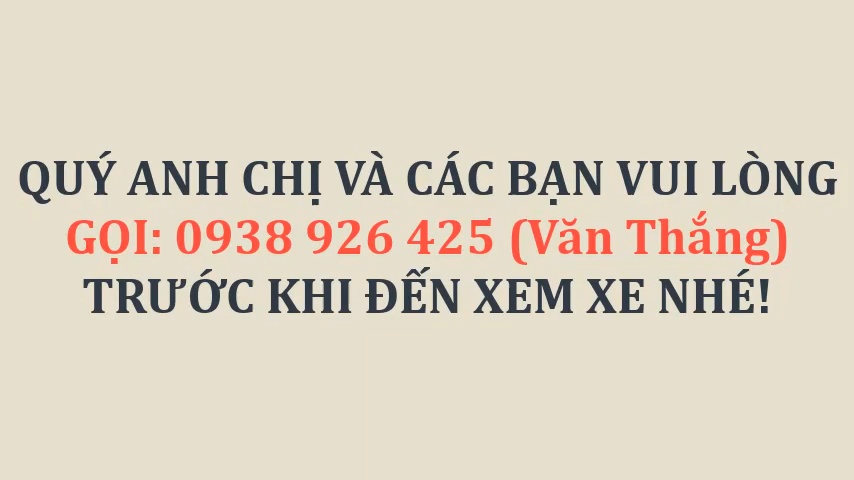 QUÝ ANH CHỊ VÀ CÁC BẠN VUI LÒNG
GỌI: 0938 926 425 (Văn Thắng)
TRƯỚC KHI ĐẾN XEM XE NHÉ!